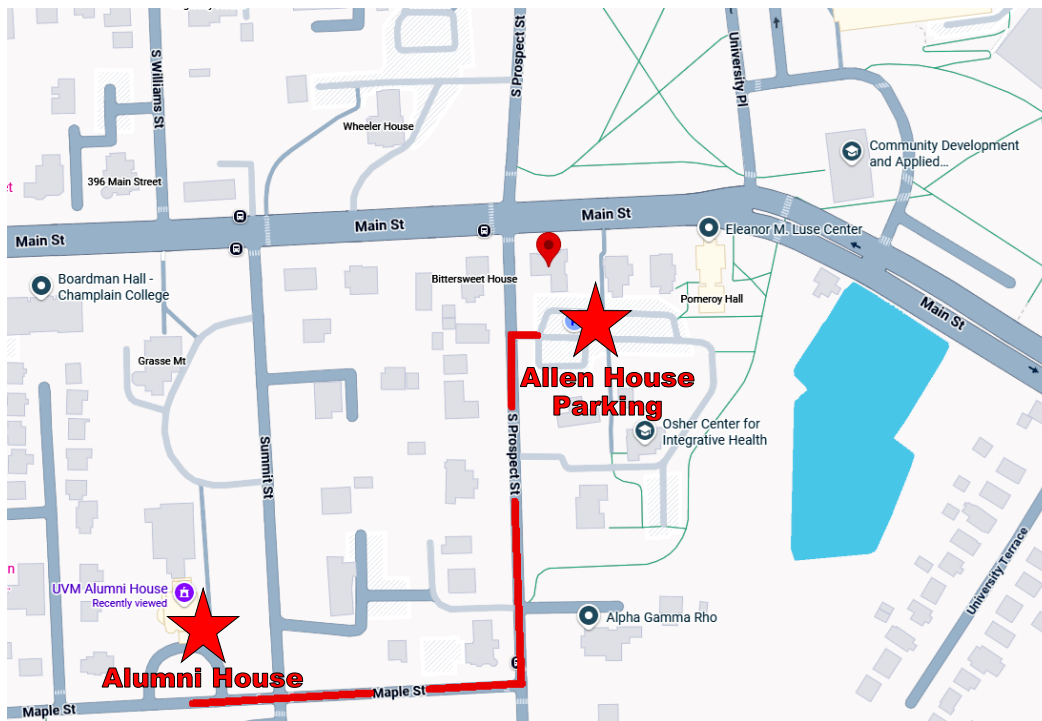 S Williams St
S Prospect St
University Pl
Wheeler House
396 Main Street
Community Development
and Applied...
et
Main St
Main St
Main St
Eleanor M. Luse Center
Boardman Hall -
Champlain College
Bittersweet House
Pomeroy Hall
Main St
Grasse Mt
Allen House
Parking
Osher Center for
Integrative Health
Summit St
S Prospect St
n
UVM Alumni House
Recently viewed
Alpha Gamma Rho
University Terrace
Alumni House
Maple St
Maple St